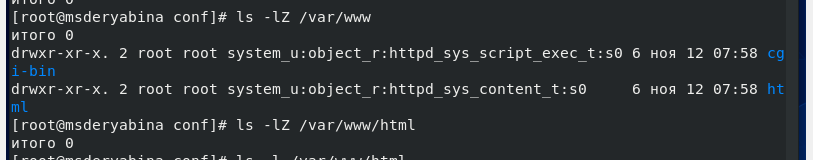 итого 0
[root@msderyabina conf]# ls -lZ /var/www
итого 0
drwxr-xr-x. 2 root root system_u:object_r:httpd_sys_script_exec_t:s0 6 ноя 12 07:58 cg
i-bin
drwxr-xr-x. 2 root root system_u:object_r:httpd_sys_content_t:s0     6 ноя 12 07:58 ht
ml
[root@msderyabina conf]# ls -lZ /var/www/html
итого 0
[root@msderyabina conf]# ls -l /var/www/html